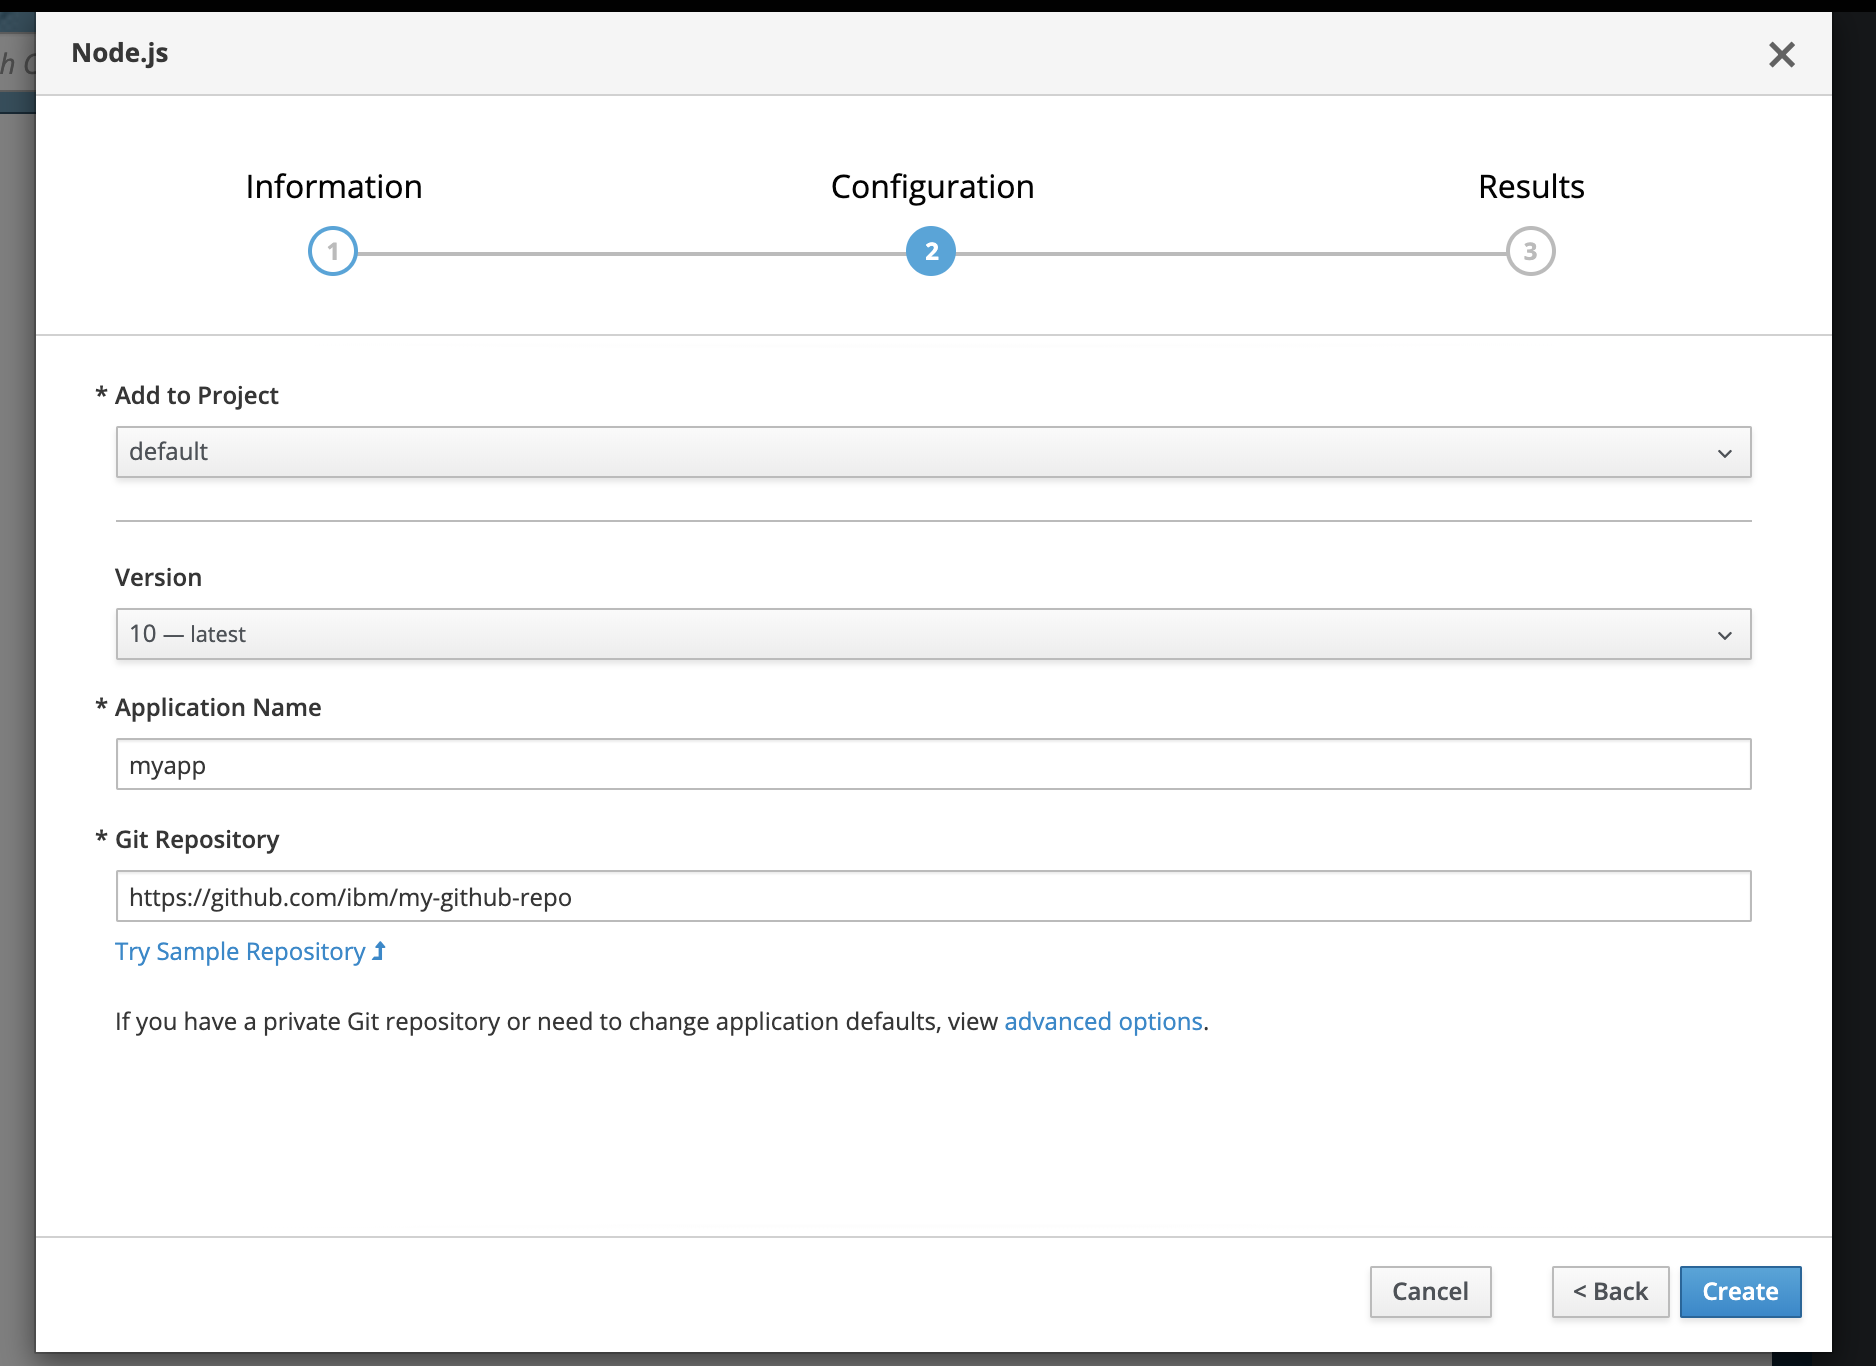 Node.js
Information
Configuration
Results
1
2
3
* Add to Project
default
Version
10 — latest
* Application Name
myapp
* Git Repository
https://github.com/ibm/my-github-repo
Try Sample Repository
If you have a private Git repository or need to change application defaults, view advanced options.
Cancel
< Back
Create